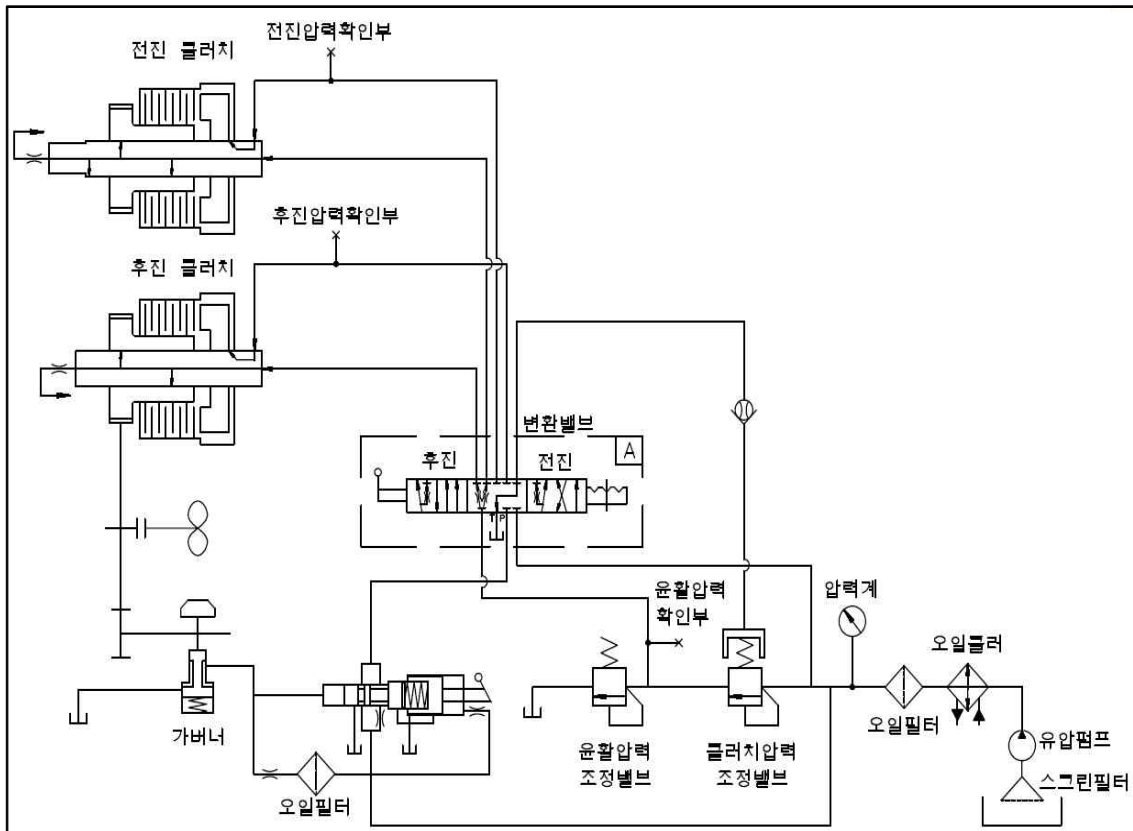 전진압력확인부
전진 클러치
후진압력확인부
후진 클러치
변환밸브
A
후진
전진
T P
윤활압력
확인부
압력계
오일쿨러
가버너
오일필터
윤활압력
조정밸브
클러치압력
조정밸브
오일필터
유압펌프
스크린필터